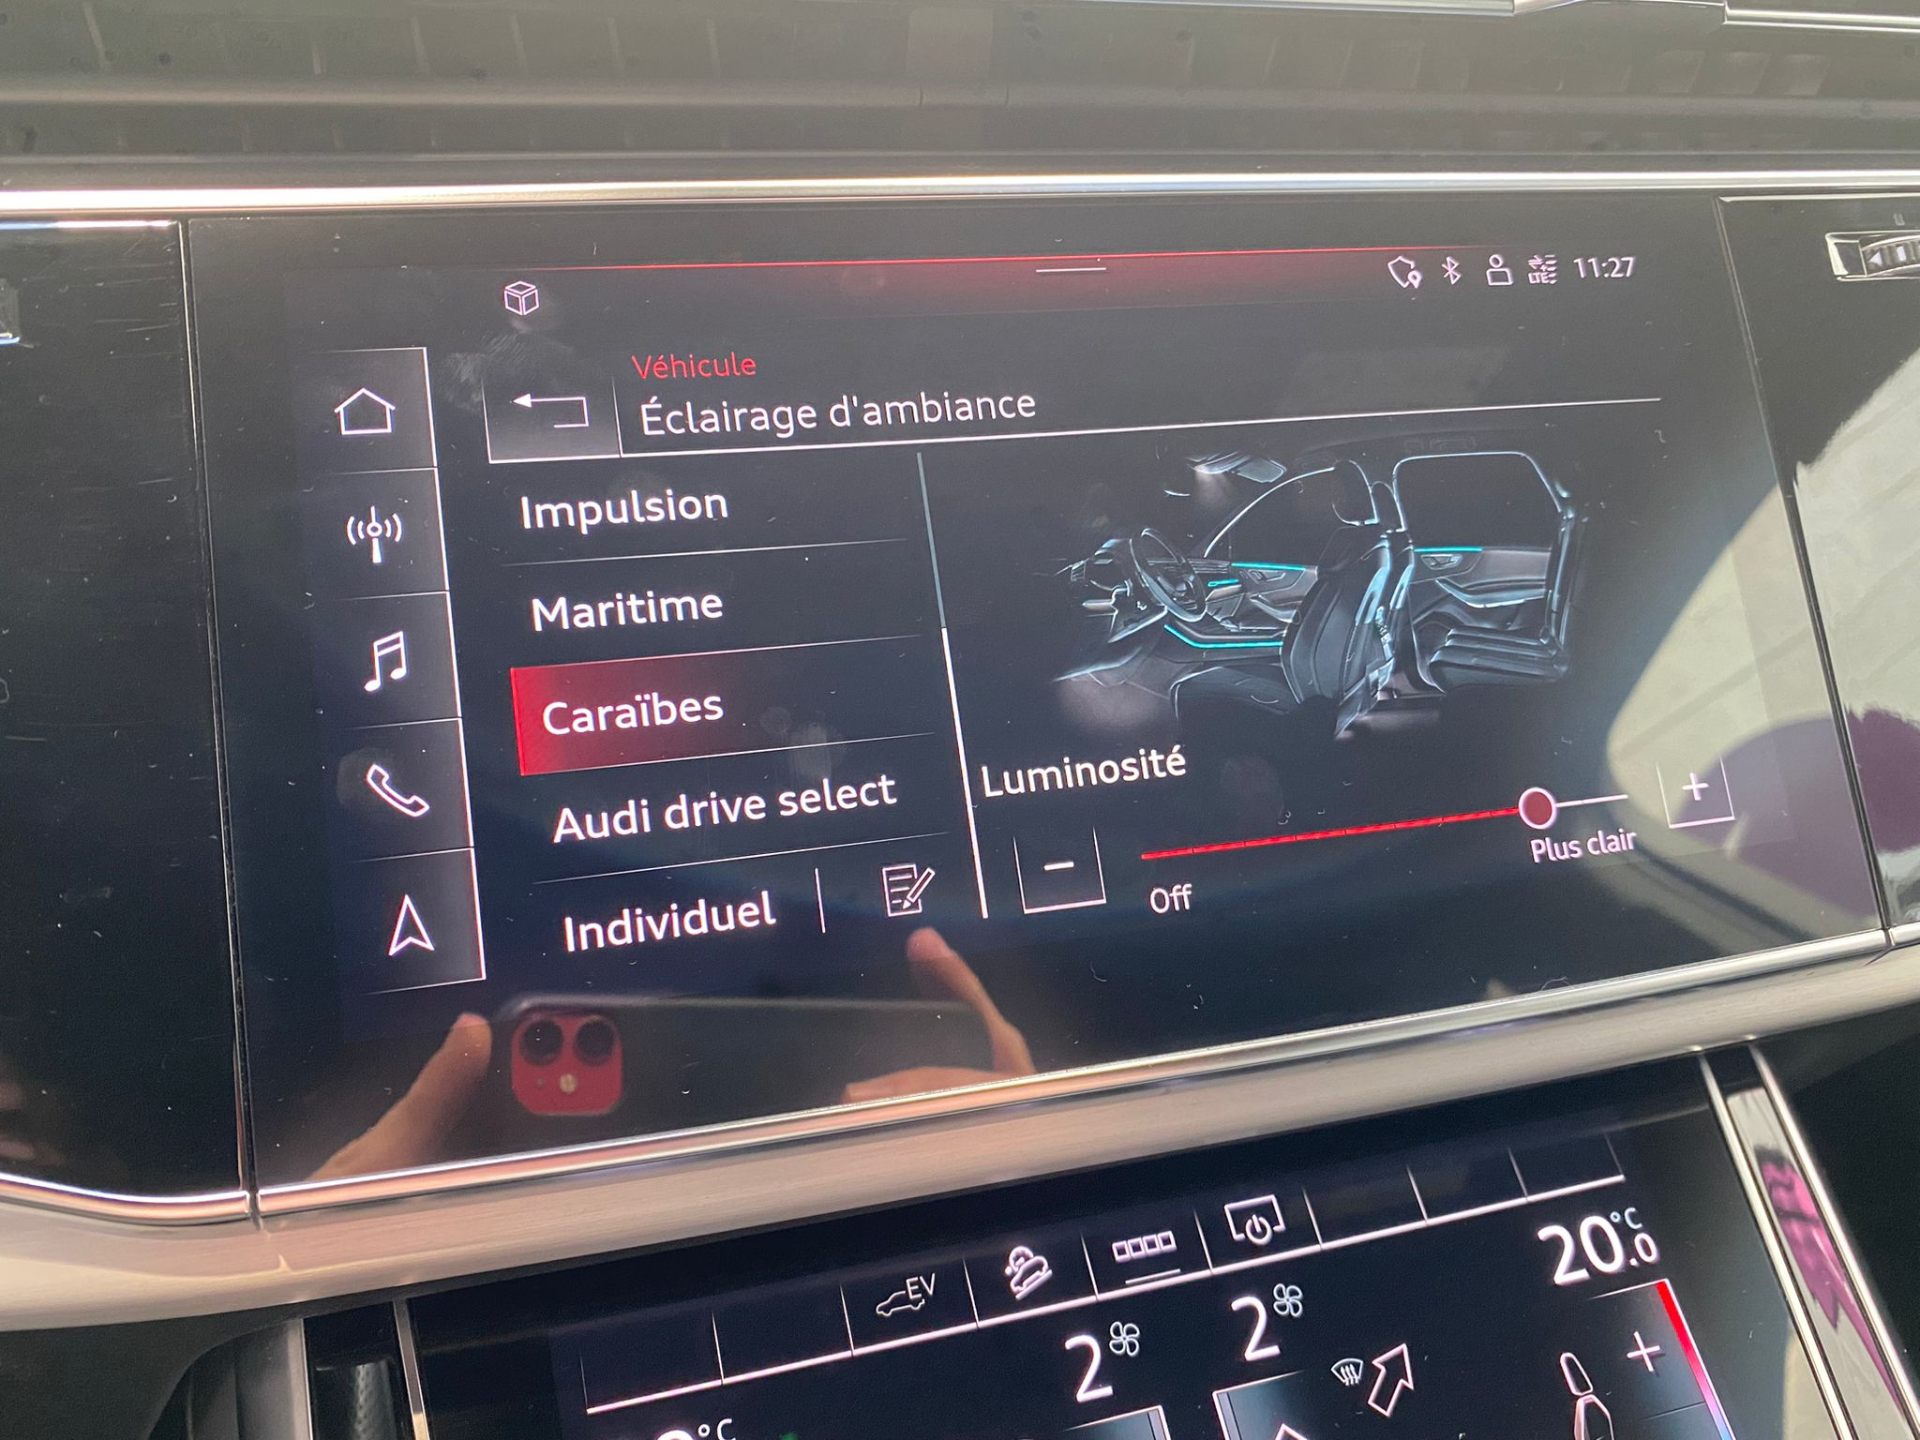 LTE 11:27
Véhicule
Éclairage d'ambiance
Impulsion
Maritime
Caraïbes
Audi drive select
Individuel
Luminosité
− +
Off Plus clair
EV
2 2 20.0 °C
+
°C